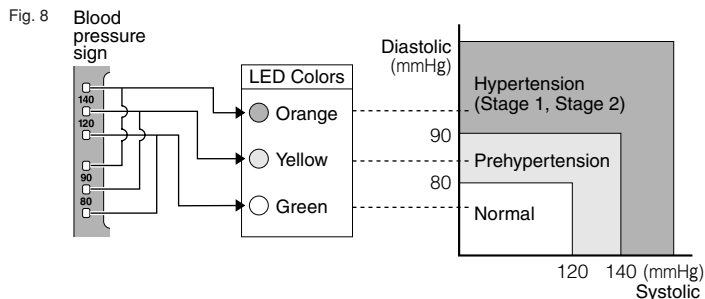 Fig. 8
Blood
pressure
sign
140
120
90
80
LED Colors
Orange
Yellow
Green
Diastolic
(mmHg)
Hypertension
(Stage 1, Stage 2)
90
Prehypertension
80
Normal
120 140 (mmHg)
Systolic